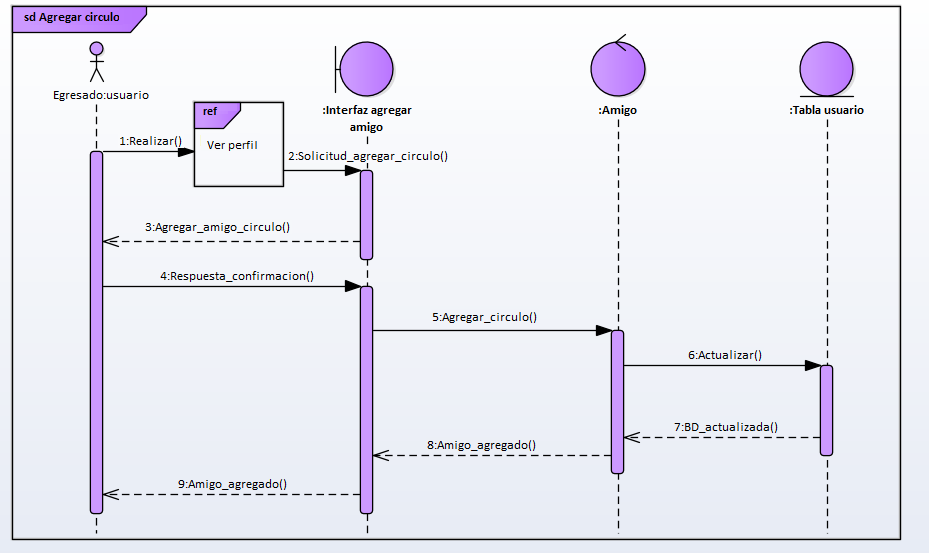 sd Agregar circulo
Egresado:usuario
:Interfaz agregar
amigo
:Amigo
:Tabla usuario
ref
Ver perfil
1:Realizar()
2:Solicitud_agregar_circulo()
3:Agregar_amigo_circulo()
4:Respuesta_confirmacion()
5:Agregar_circulo()
6:Actualizar()
7:BD_actualizada()
8:Amigo_agregado()
9:Amigo_agregado()